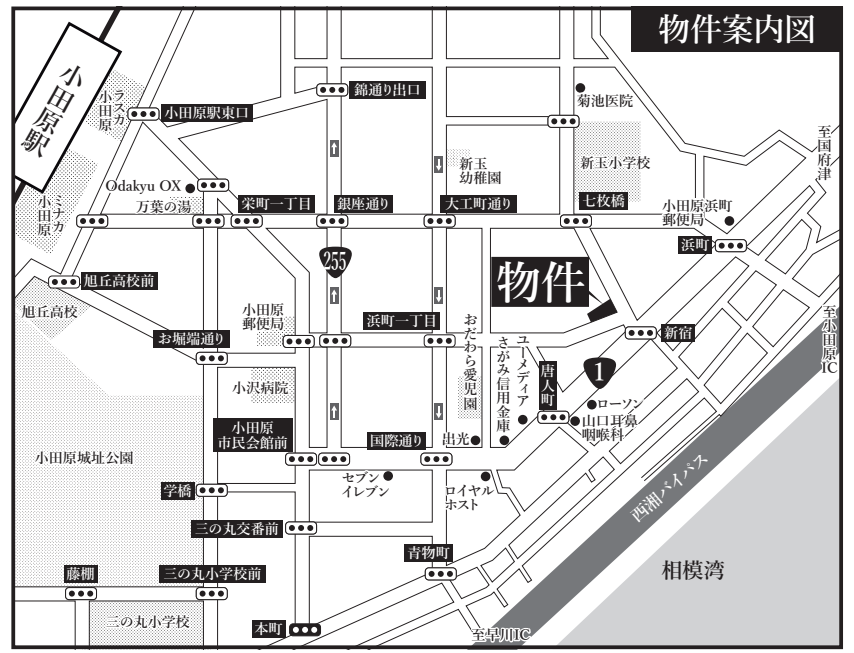 物件案内図
小田原駅
ラスカ
小田原
小田原駅東口
錦通り出口
菊池医院
至国府津
新玉
幼稚園
新玉小学校
Odakyu OX
万葉の湯
ミナカ
小田原
栄町一丁目
銀座通り
大工町通り
七枚橋
小田原浜町
郵便局
浜町
255
物件
旭丘高校前
旭丘高校
小田原
郵便局
浜町一丁目
お堀端通り
おだわら愛児園
ユーメディア
さがみ信用金庫
新宿
至小田原IC
1
唐人町
小沢病院
ローソン
山口耳鼻
咽喉科
小田原
市民会館前
国際通り
出光
小田原城址公園
セブン
イレブン
ロイヤル
ホスト
学橋
西湘バイパス
三の丸交番前
青物町
相模湾
藤棚
三の丸小学校前
三の丸小学校
本町
至早川IC